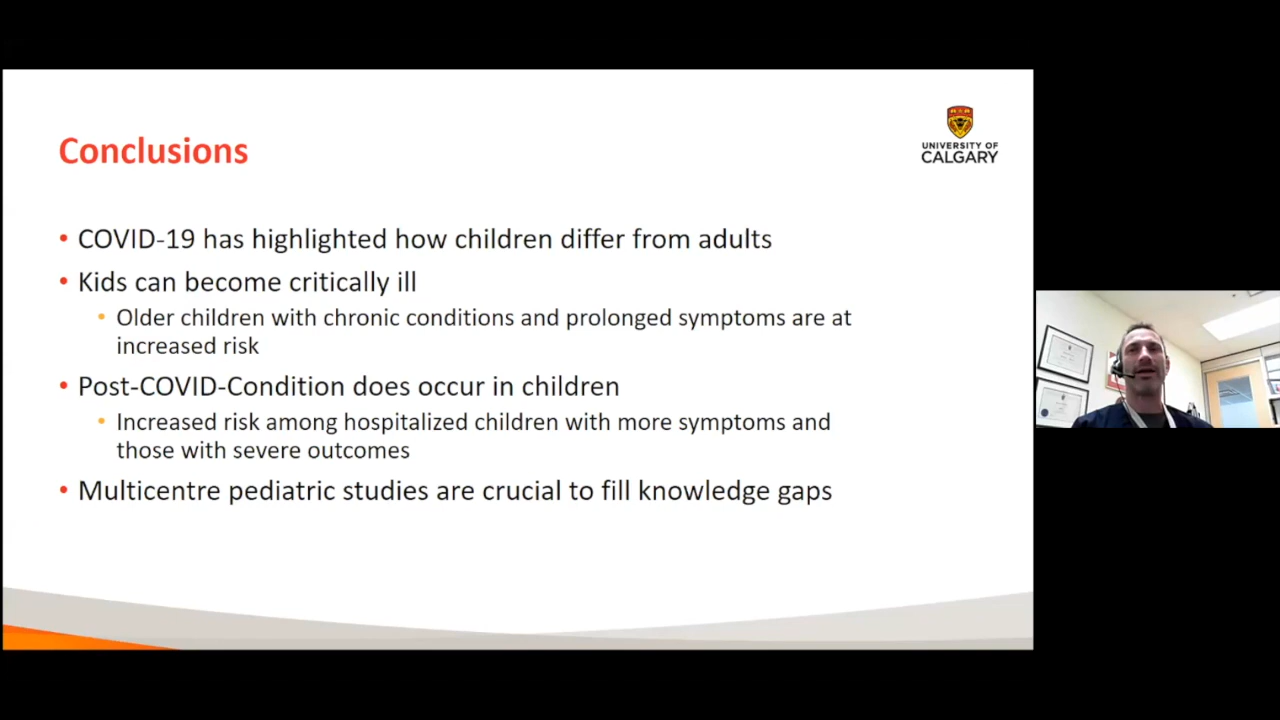 Conclusions
UNIVERSITY OF
CALGARY
• COVID-19 has highlighted how children differ from adults
• Kids can become critically ill
• Older children with chronic conditions and prolonged symptoms are at
increased risk
• Post-COVID-Condition does occur in children
• Increased risk among hospitalized children with more symptoms and
those with severe outcomes
• Multicentre pediatric studies are crucial to fill knowledge gaps